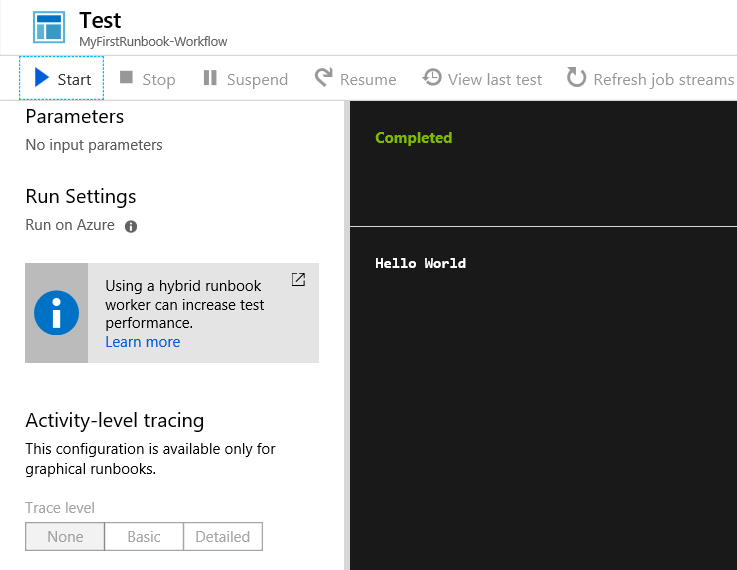 Test
MyFirstRunbook-Workflow
Start
Stop
Suspend
Resume
View last test
Refresh job streams
Parameters
No input parameters
Run Settings
Run on Azure
Using a hybrid runbook
worker can increase test
performance.
Learn more
Activity-level tracing
This configuration is available only for
graphical runbooks.
Trace level
None
Basic
Detailed
Completed
Hello World